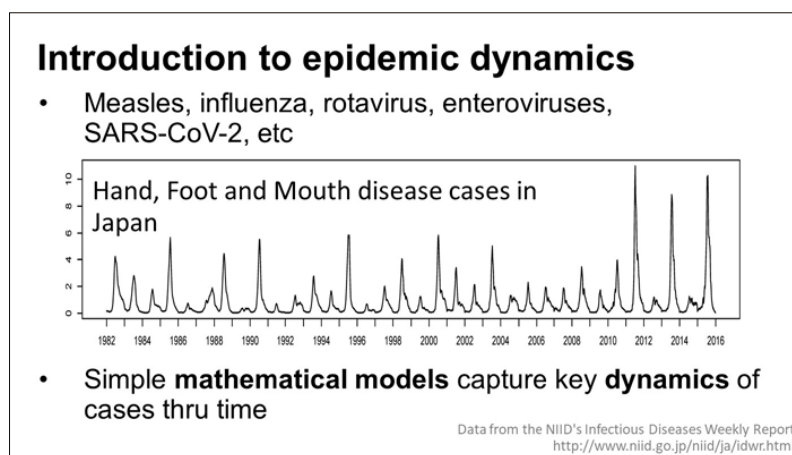 Introduction to epidemic dynamics
• Measles, influenza, rotavirus, enteroviruses,
SARS-CoV-2, etc
Hand, Foot and Mouth disease cases in
Japan
10
8
6
4
2
0
1982 1984 1986 1988 1990 1992 1994 1996 1998 2000 2002 2004 2006 2008 2010 2012 2014 2016
• Simple mathematical models capture key dynamics of
cases thru time
Data from the NIID's Infectious Diseases Weekly Report
http://www.niid.go.jp/niid/ja/idwr.htm